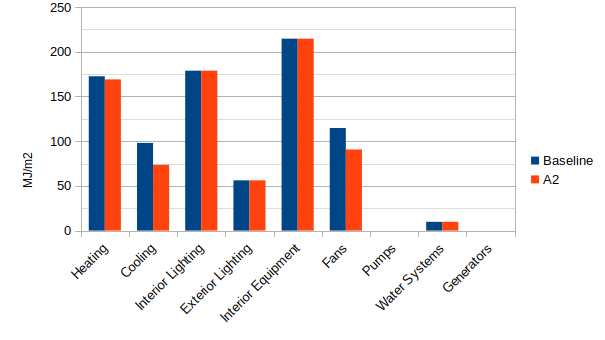 250
200
150
100
50
0
MJ/m2
Heating
Cooling
Interior Lighting
Exterior Lighting
Interior Equipment
Fans
Pumps
Water Systems
Generators
Baseline
A2